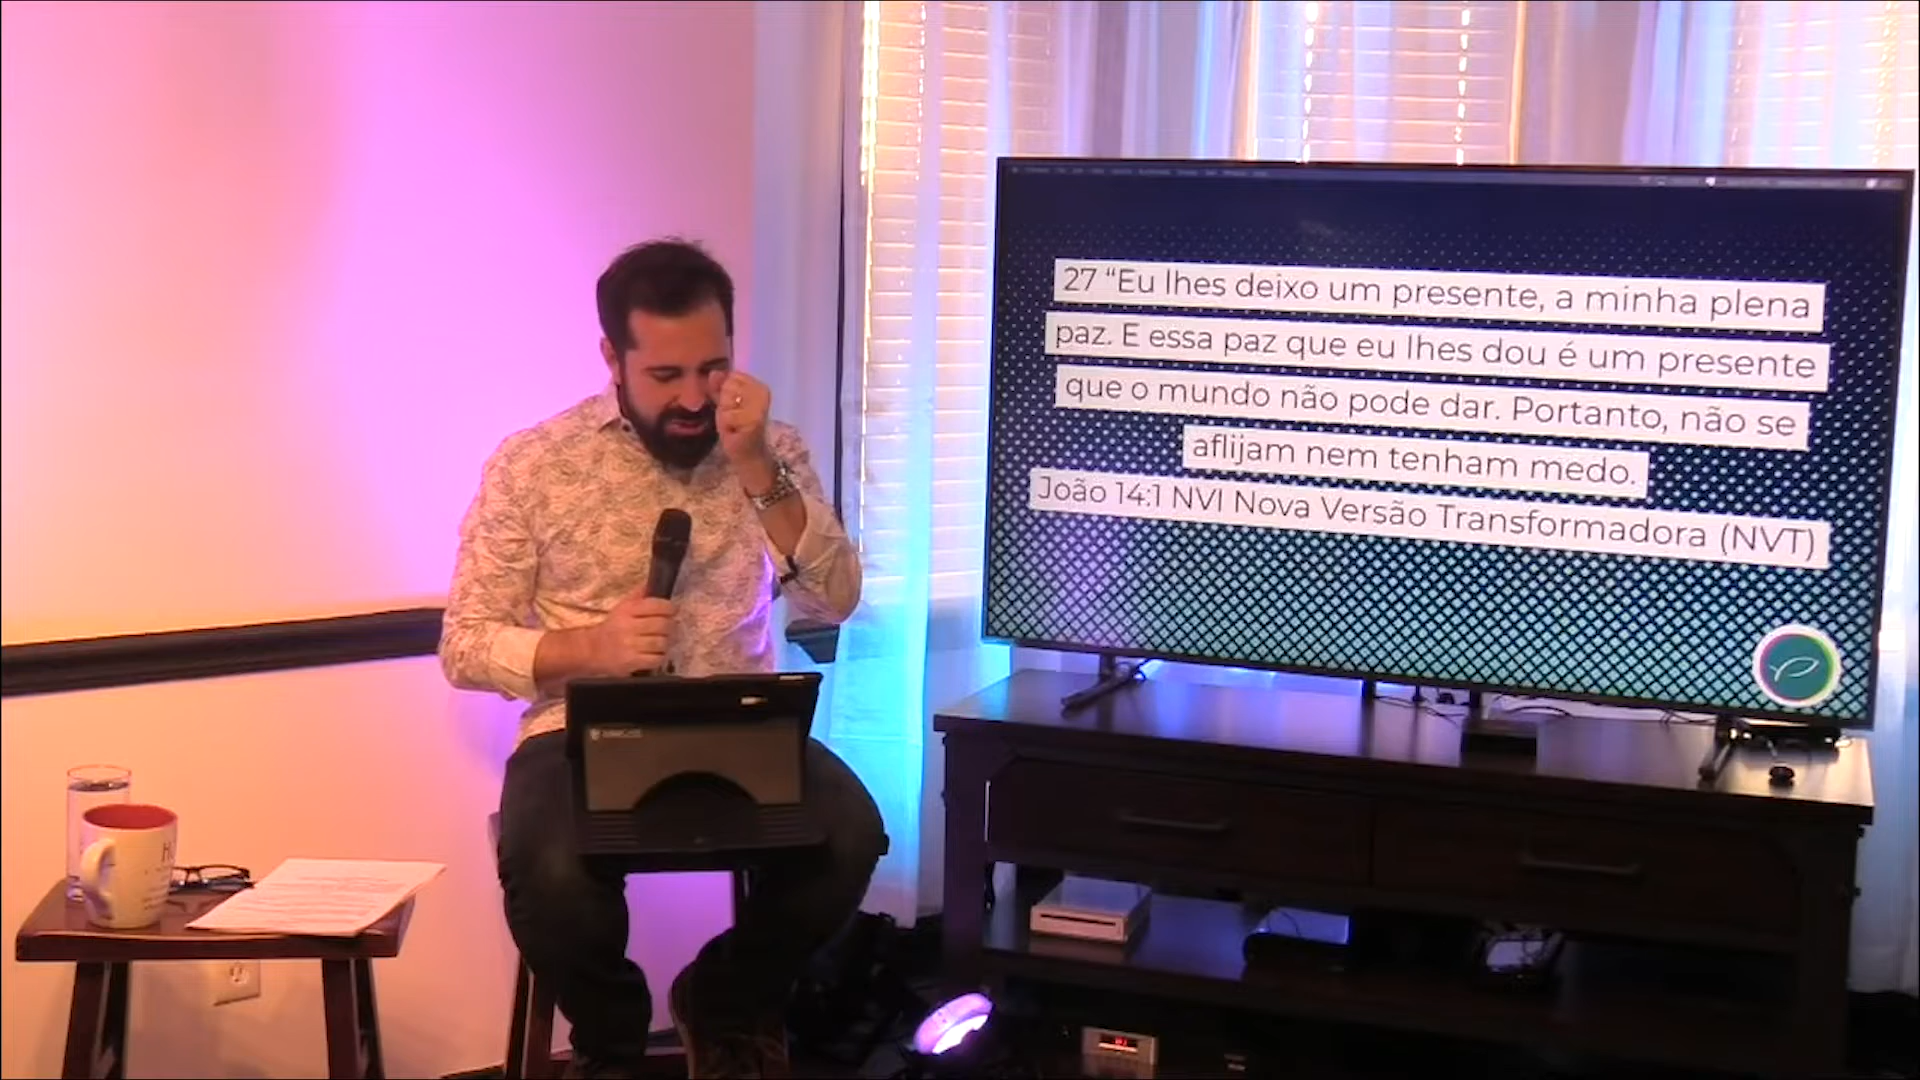 27 “Eu lhes deixo um presente, a minha plena
paz. E essa paz que eu lhes dou é um presente
que o mundo não pode dar. Portanto, não se
aflijam nem tenham medo.
João 14:1 NVI Nova Versão Transformadora (NVT)